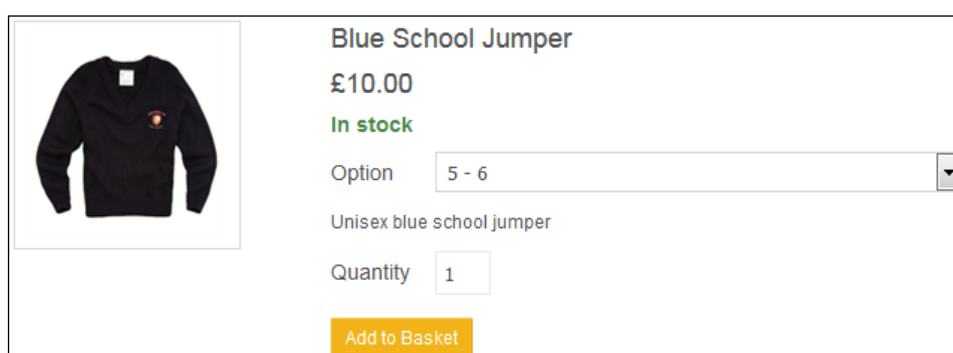 Blue School Jumper
£10.00
In stock
Option 5 - 6
Unisex blue school jumper
Quantity 1
Add to Basket